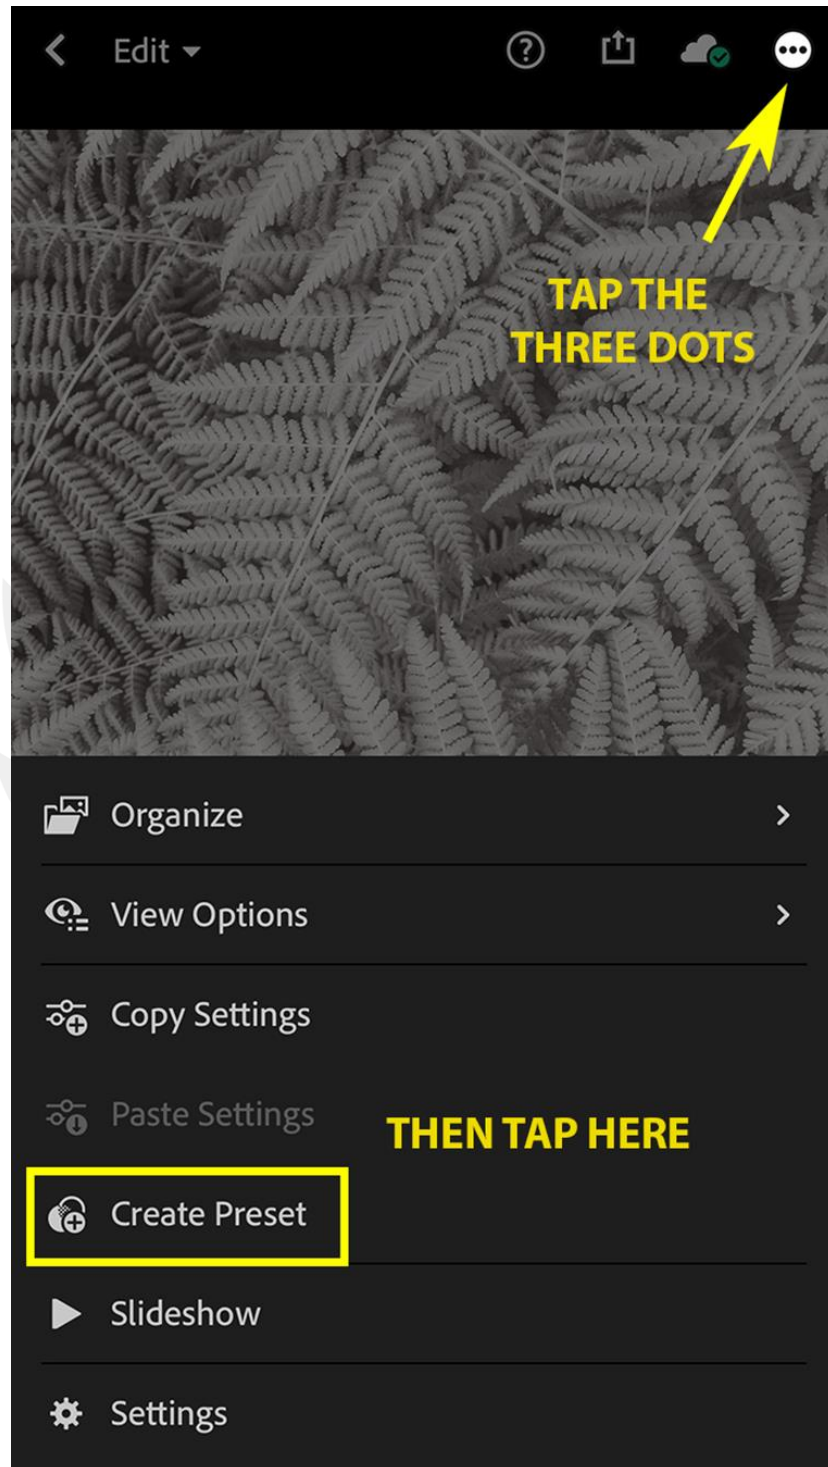 Edit
TAP THE
THREE DOTS
Organize
View Options
Copy Settings
Paste Settings
THEN TAP HERE
Create Preset
Slideshow
Settings